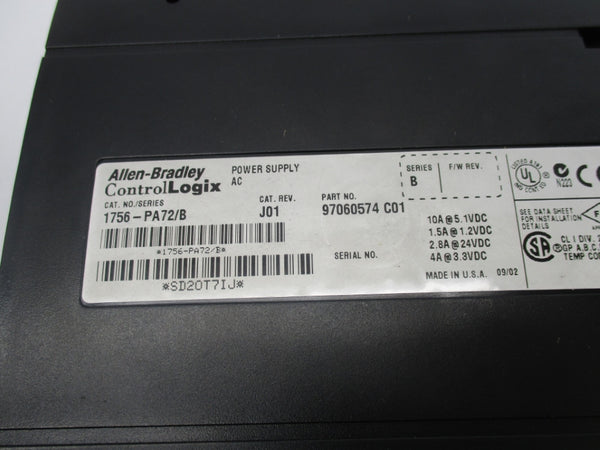 Allen-Bradley
ControlLogix
POWER SUPPLY
AC
SERIES
B
F/W REV.
CAT. NO./SERIES
1756-PA72/B
CAT. REV.
J01
PART NO.
97060574 C01
*1756-PA72/B*
*SD20T7IJ*
SERIAL NO.
10A@5.1VDC
1.5A@1.2VDC
2.8A@24VDC
4A@3.3VDC
MADE IN U.S.A. 09/02
UL
N223
SEE DATA SHEET
FOR INSTALLATION
DETAILS
CL I DIV.
GP A,B,C,
TEMP CO